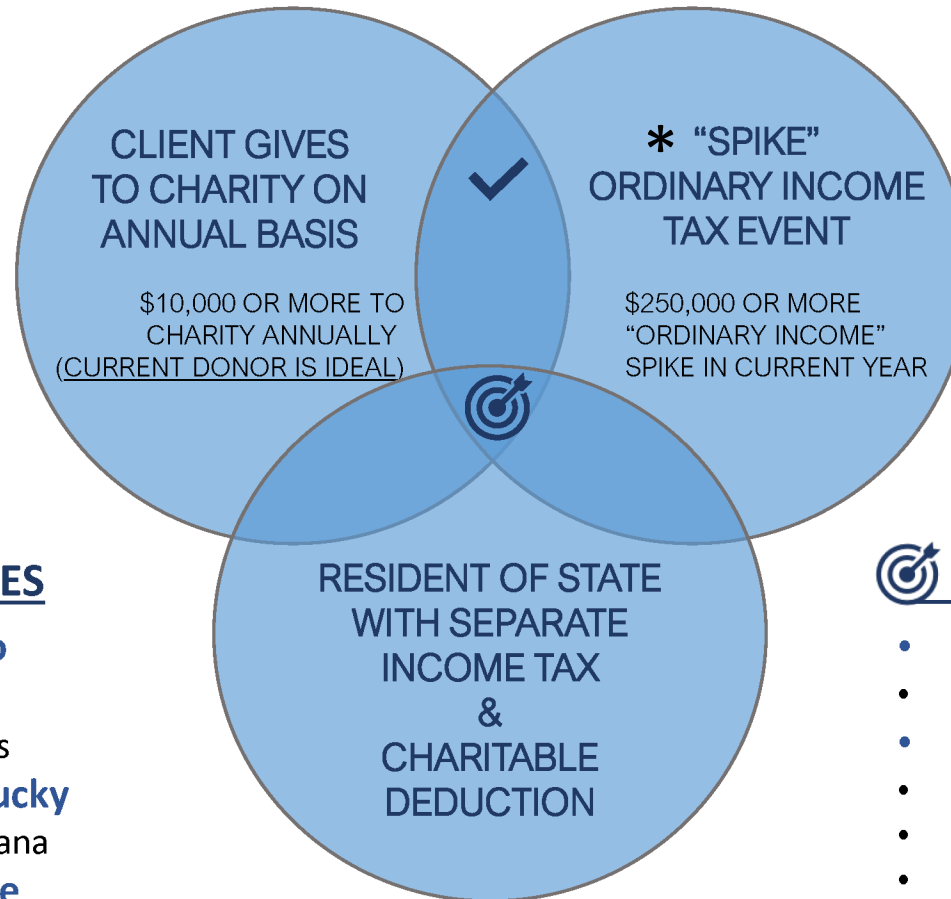 CLIENT GIVES
TO CHARITY ON
ANNUAL BASIS
$10,000 OR MORE TO
CHARITY ANNUALLY
(CURRENT DONOR IS IDEAL)
* “SPIKE”
ORDINARY INCOME
TAX EVENT
$250,000 OR MORE
“ORDINARY INCOME”
SPIKE IN CURRENT YEAR
RESIDENT OF STATE
WITH SEPARATE
INCOME TAX
&
CHARITABLE
DEDUCTION